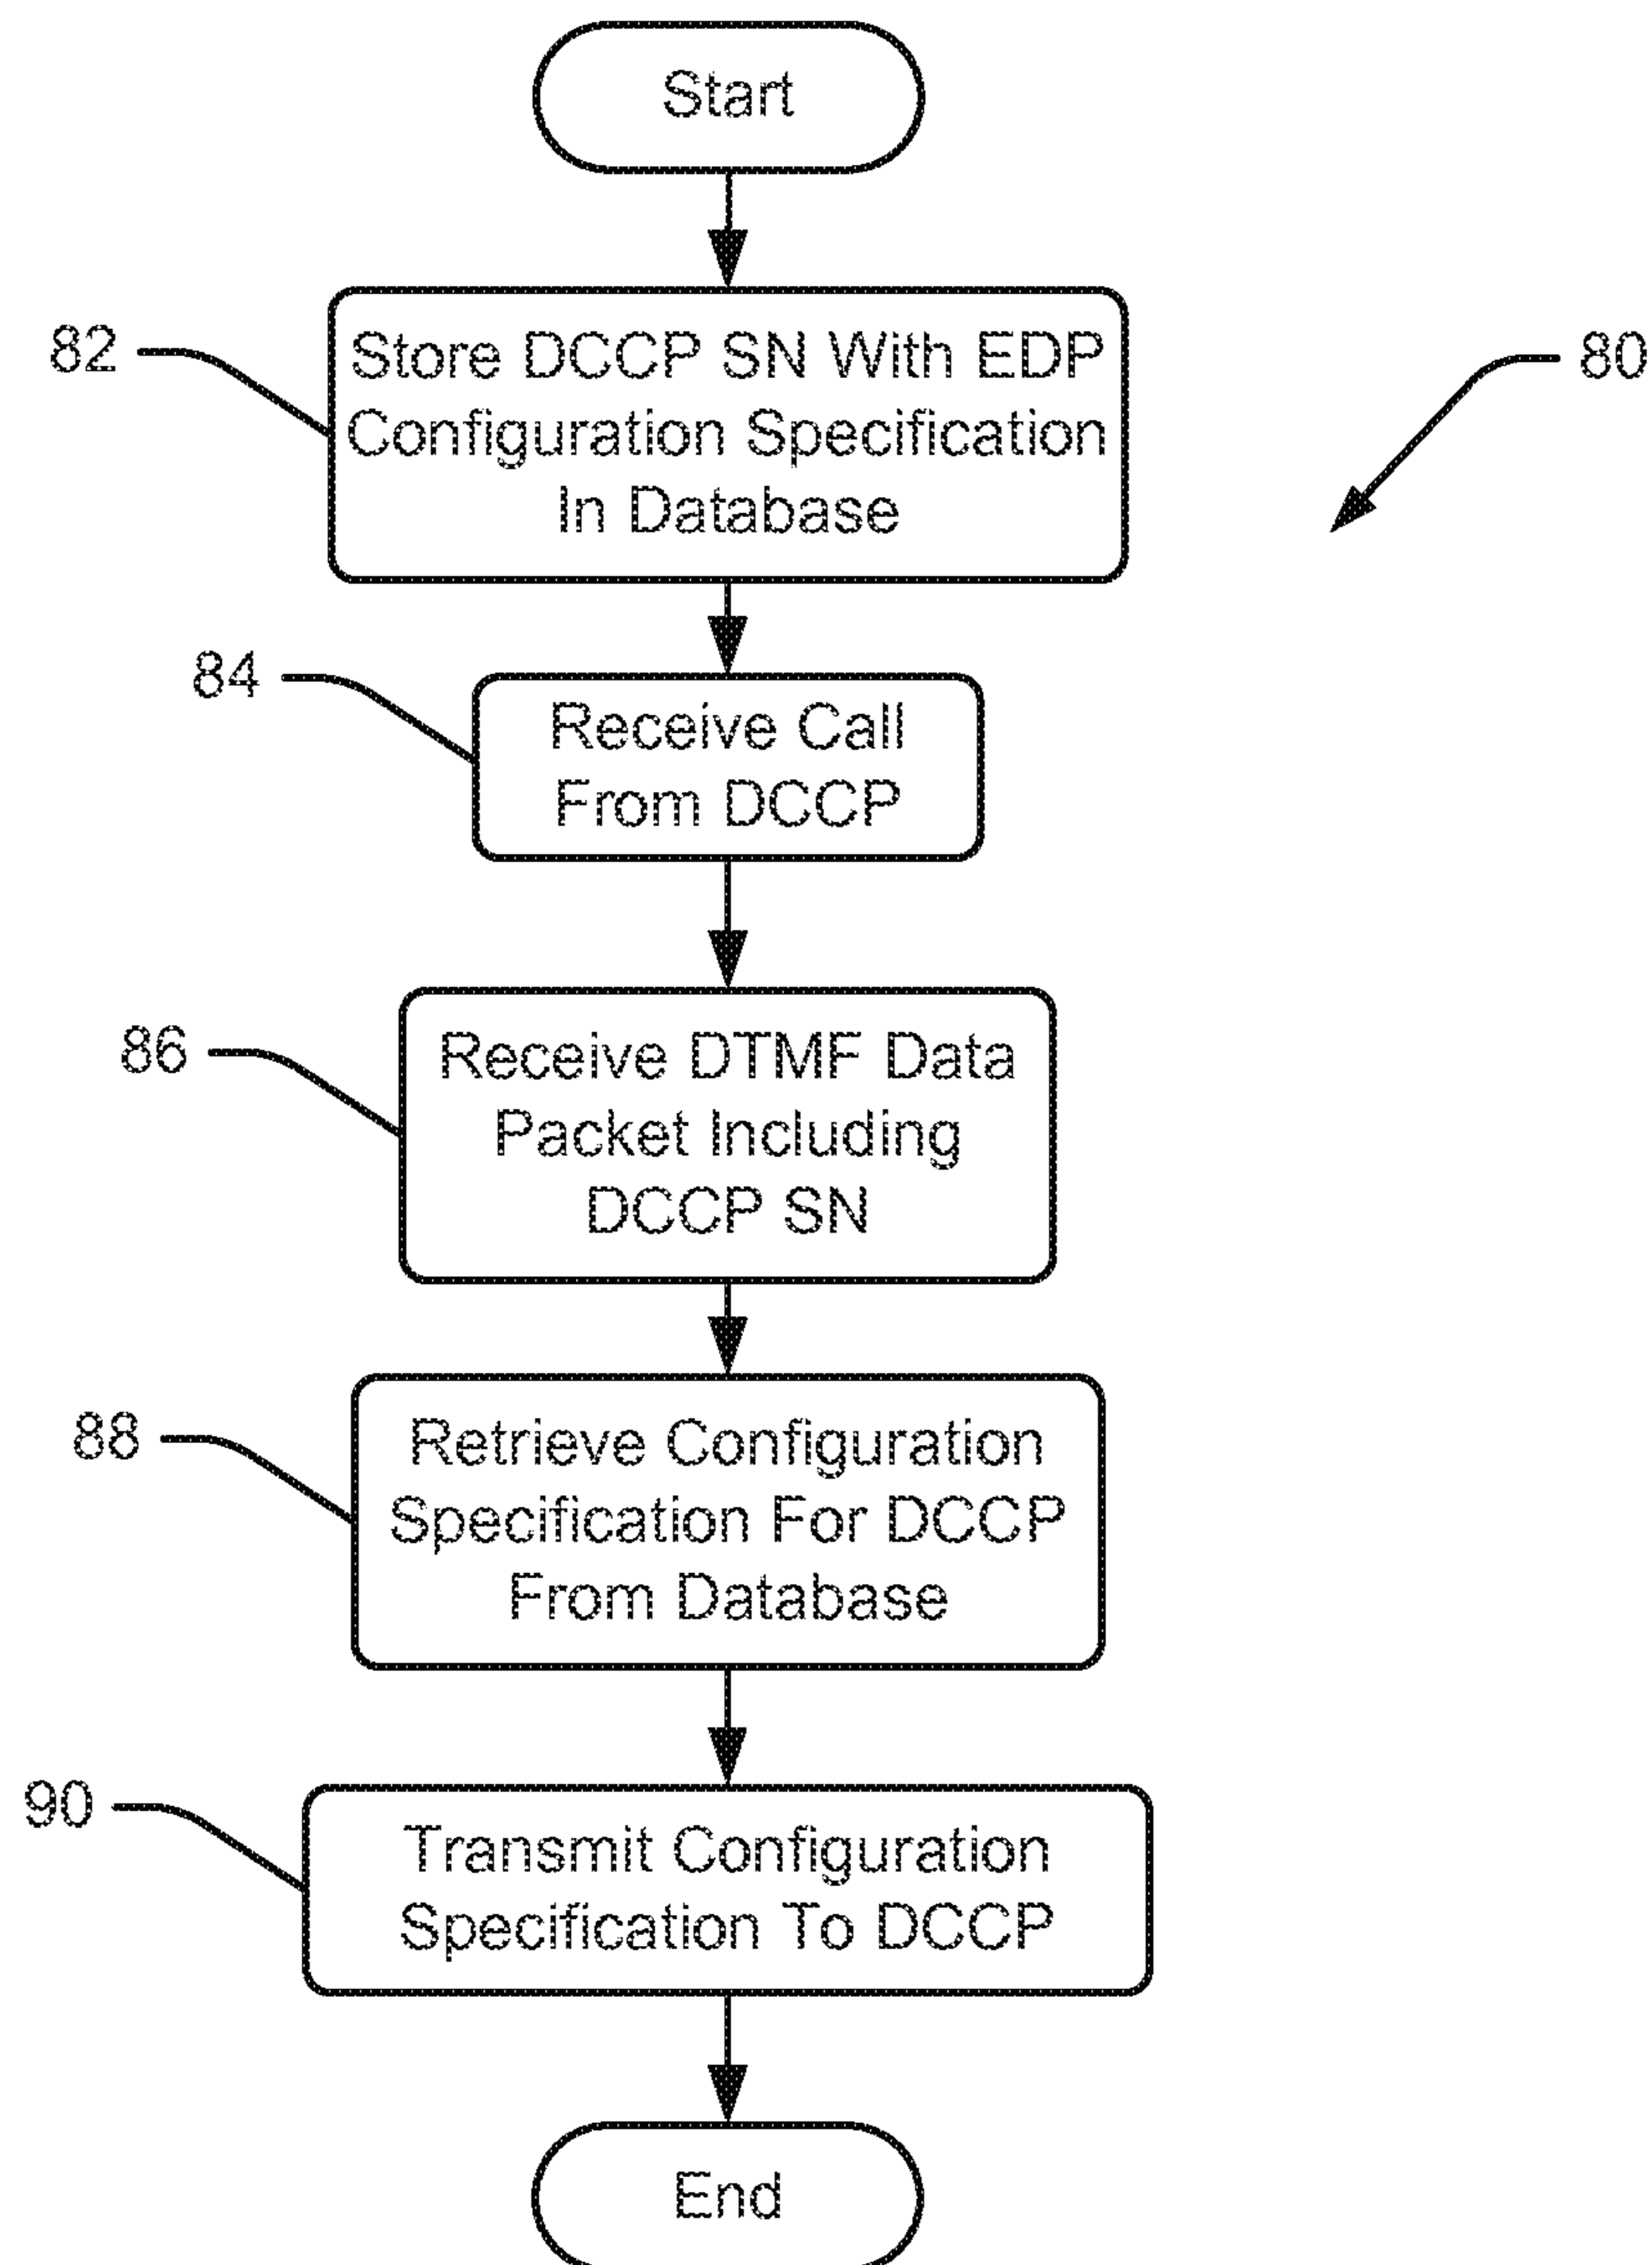 Start
82
Store DCCP SN With EDP
Configuration Specification
In Database
80
84
Receive Call
From DCCP
86
Receive DTMF Data
Packet Including
DCCP SN
88
Retrieve Configuration
Specification For DCCP
From Database
90
Transmit Configuration
Specification To DCCP
End